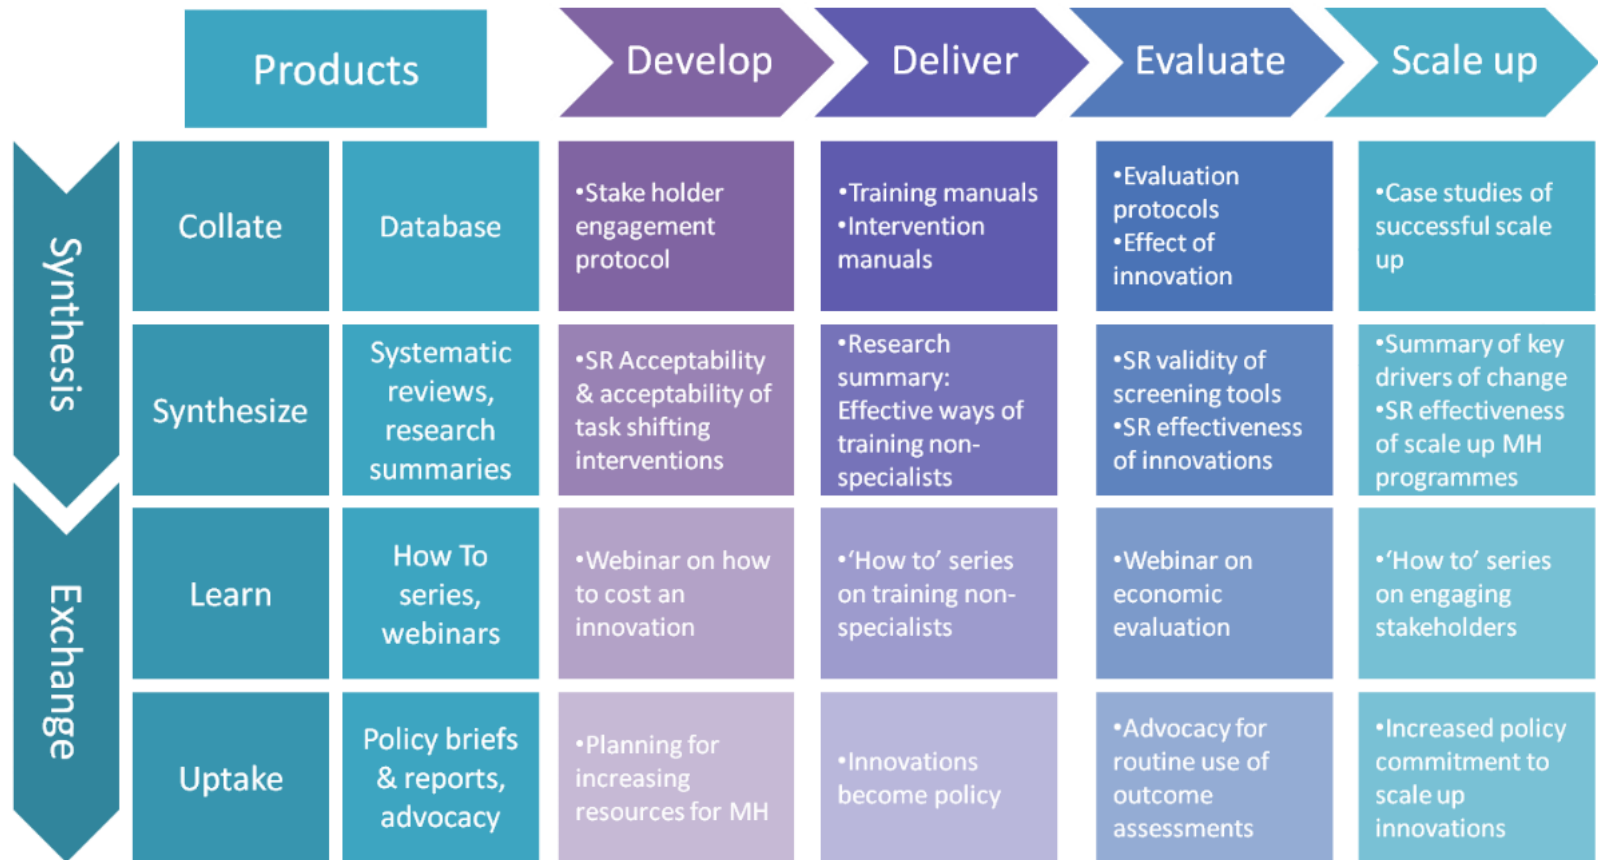 Products
Develop
Deliver
Evaluate
Scale up
Synthesis
Collate
Database
•Stake holder
engagement
protocol
•Training manuals
•Intervention
manuals
•Evaluation
protocols
•Effect of
innovation
•Case studies of
successful scale
up
Synthesize
Systematic
reviews,
research
summaries
•SR Acceptability
& acceptability of
task shifting
interventions
•Research
summary:
Effective ways of
training non-
specialists
•SR validity of
screening tools
•SR effectiveness
of innovations
•Summary of key
drivers of change
•SR effectiveness
of scale up MH
programmes
Exchange
Learn
How To
series,
webinars
•Webinar on how
to cost an
innovation
•‘How to’ series
on training non-
specialists
•Webinar on
economic
evaluation
•‘How to’ series
on engaging
stakeholders
Uptake
Policy briefs
& reports,
advocacy
•Planning for
increasing
resources for MH
•Innovations
become policy
•Advocacy for
routine use of
outcome
assessments
•Increased policy
commitment to
scale up
innovations